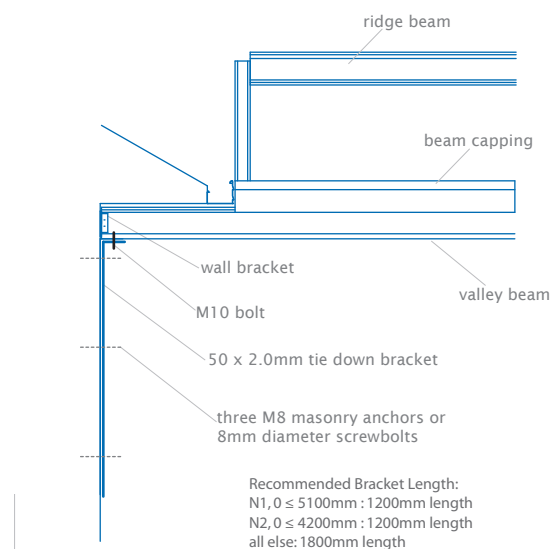 ridge beam
beam capping
wall bracket
valley beam
M10 bolt
50 x 2.0mm tie down bracket
three M8 masonry anchors or
8mm diameter screwbolts
Recommended Bracket Length:
N1, 0 ≤ 5100mm : 1200mm length
N2, 0 ≤ 4200mm : 1200mm length
all else: 1800mm length